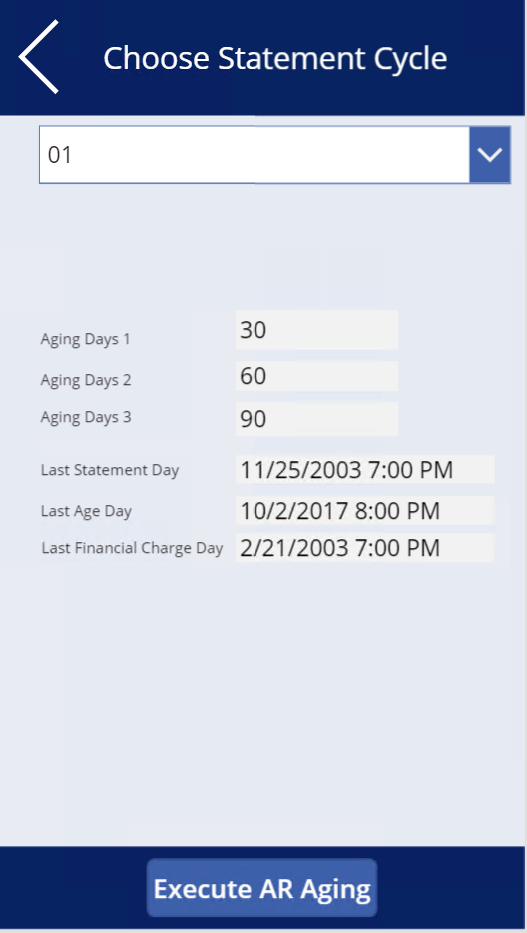 Choose Statement Cycle
01
Aging Days 1 30
Aging Days 2 60
Aging Days 3 90
Last Statement Day 11/25/2003 7:00 PM
Last Age Day 10/2/2017 8:00 PM
Last Financial Charge Day 2/21/2003 7:00 PM
Execute AR Aging